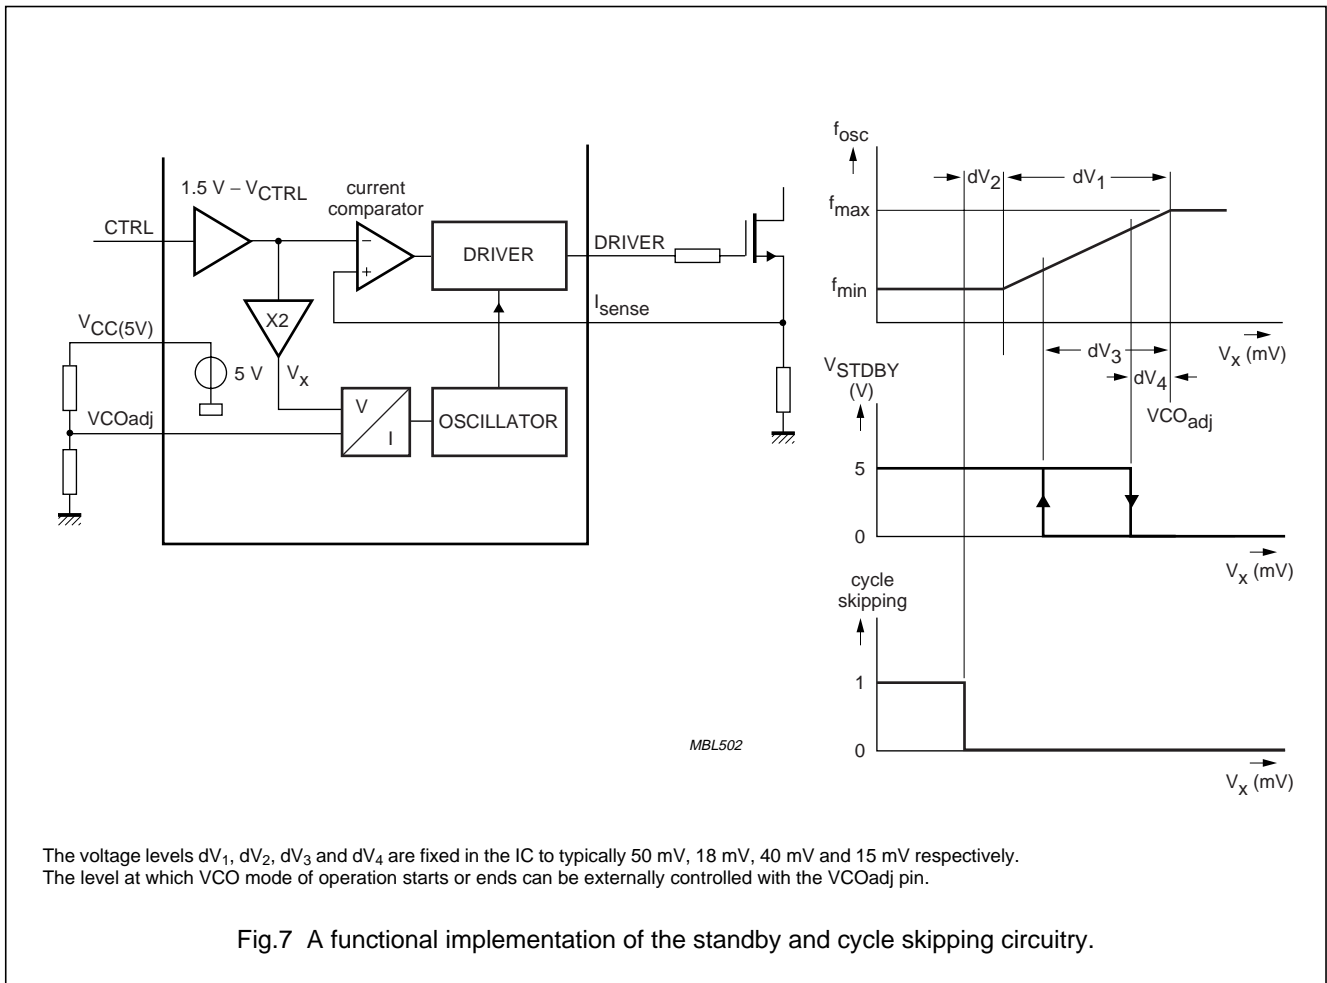 1.5 V – VCTRL
current
comparator
CTRL
DRIVER
DRIVER
Isense
X2
VCC(5V)
5 V
Vx
VCOadj
V
I
OSCILLATOR
fosc
dV2
dV1
fmax
fmin
dV3
Vx (mV)
VSTDBY
(V)
dV4
VCOadj
5
0
Vx (mV)
cycle
skipping
1
0
Vx (mV)
MBL502
The voltage levels dV1, dV2, dV3 and dV4 are fixed in the IC to typically 50 mV, 18 mV, 40 mV and 15 mV respectively.
The level at which VCO mode of operation starts or ends can be externally controlled with the VCOadj pin.
Fig.7 A functional implementation of the standby and cycle skipping circuitry.